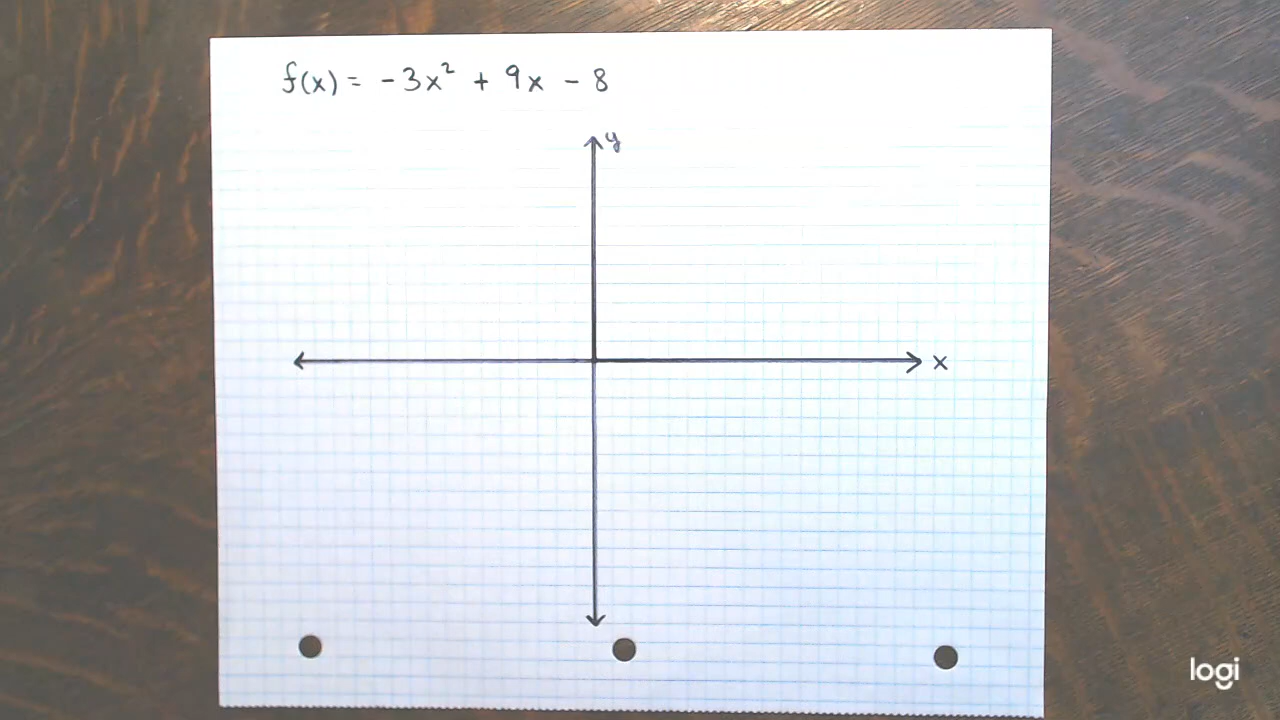 f(x) = -3x² + 9x - 8
y
x
logi